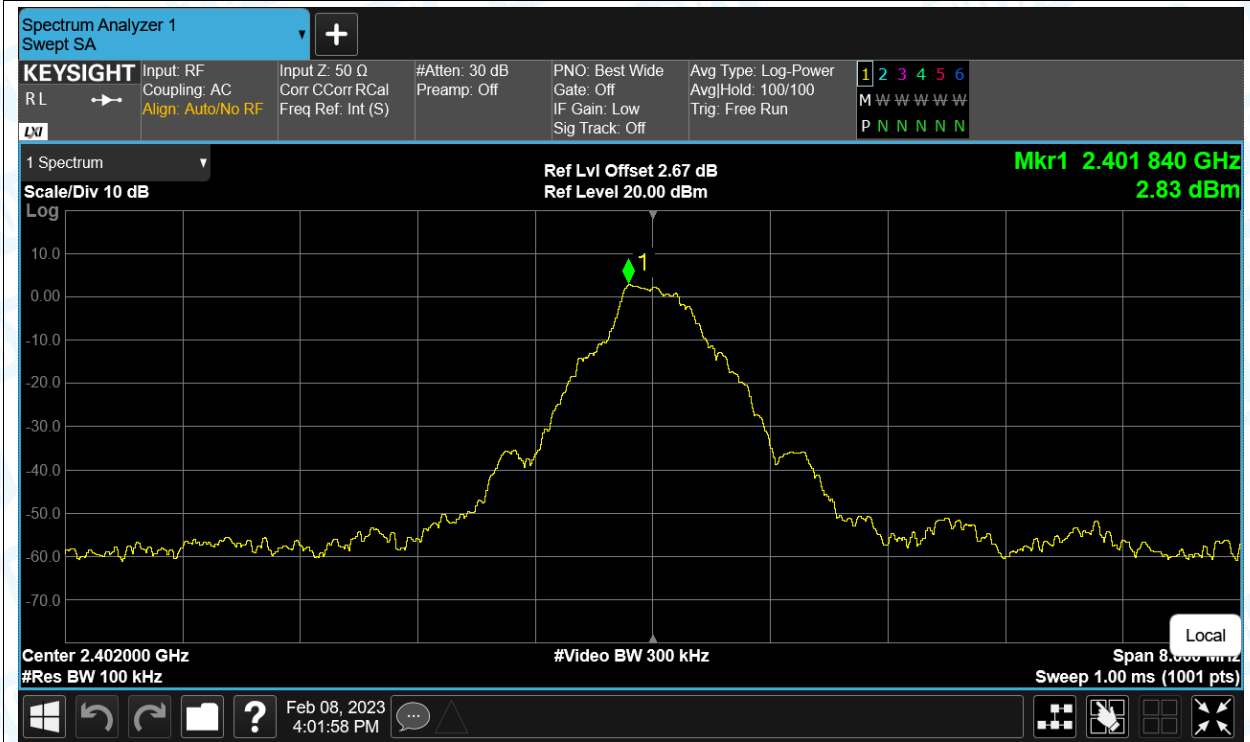 Spectrum Analyzer 1
Swept SA
KEYSIGHT
R L
LXI
Input: RF
Coupling: AC
Align: Auto/No RF
Input Z: 50 Ω
Corr CCorr RCal
Freq Ref: Int (S)
#Atten: 30 dB
Preamp: Off
PNO: Best Wide
Gate: Off
IF Gain: Low
Sig Track: Off
Avg Type: Log-Power
Avg|Hold: 100/100
Trig: Free Run
1 2 3 4 5 6
M W W W W W
P N N N N N
1 Spectrum
Scale/Div 10 dB
Log
Ref Lvl Offset 2.67 dB
Ref Level 20.00 dBm
Mkr1 2.401 840 GHz
2.83 dBm
1
10.0
0.00
-10.0
-20.0
-30.0
-40.0
-50.0
-60.0
-70.0
Local
Center 2.402000 GHz
#Video BW 300 kHz
Span 8.000 MHz
#Res BW 100 kHz
Sweep 1.00 ms (1001 pts)
?
Feb 08, 2023
4:01:58 PM